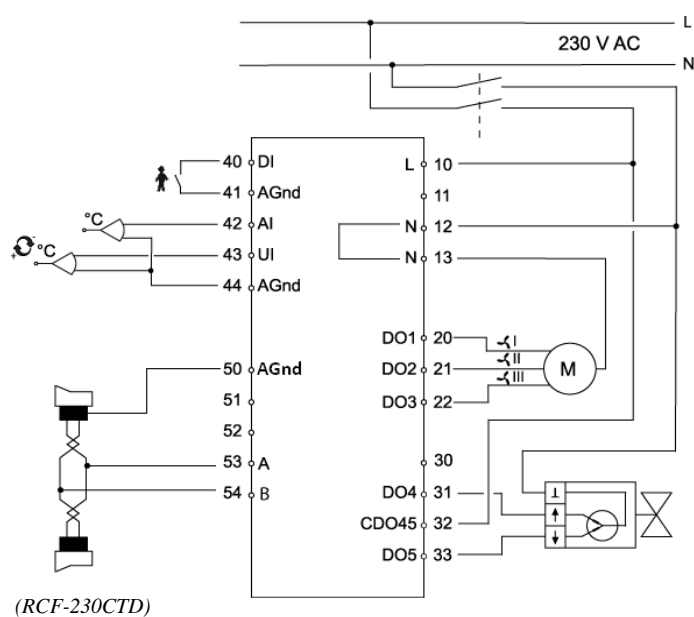 L
230 V AC
N
40 DI
L 10
41 AGnd
11
°C 42 AI
N 12
- + °C 43 UI
N 13
44 AGnd
DO1 20 I
50 AGnd
DO2 21 II M
DO3 22 III
51
52
53 A
30
54 B
DO4 31 ⊥
CDO45 32 ↑
DO5 33 ↓
(RCF-230CTD)